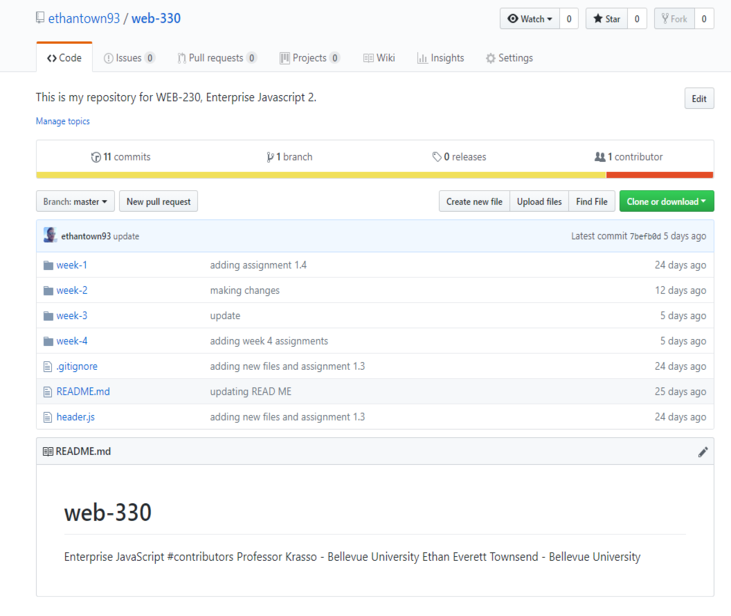 ethantown93 / web-330
Watch 0 Star 0 Fork 0
Code Issues 0 Pull requests 0 Projects 0 Wiki Insights Settings
This is my repository for WEB-230, Enterprise Javascript 2. Edit
Manage topics
11 commits 1 branch 0 releases 1 contributor
Branch: master New pull request Create new file Upload files Find File Clone or download
ethantown93 update Latest commit 7befb0d 5 days ago
week-1 adding assignment 1.4 24 days ago
week-2 making changes 12 days ago
week-3 update 5 days ago
week-4 adding week 4 assignments 5 days ago
.gitignore adding new files and assignment 1.3 24 days ago
README.md updating READ ME 25 days ago
header.js adding new files and assignment 1.3 24 days ago
README.md
web-330
Enterprise JavaScript #contributors Professor Krasso - Bellevue University Ethan Everett Townsend - Bellevue University